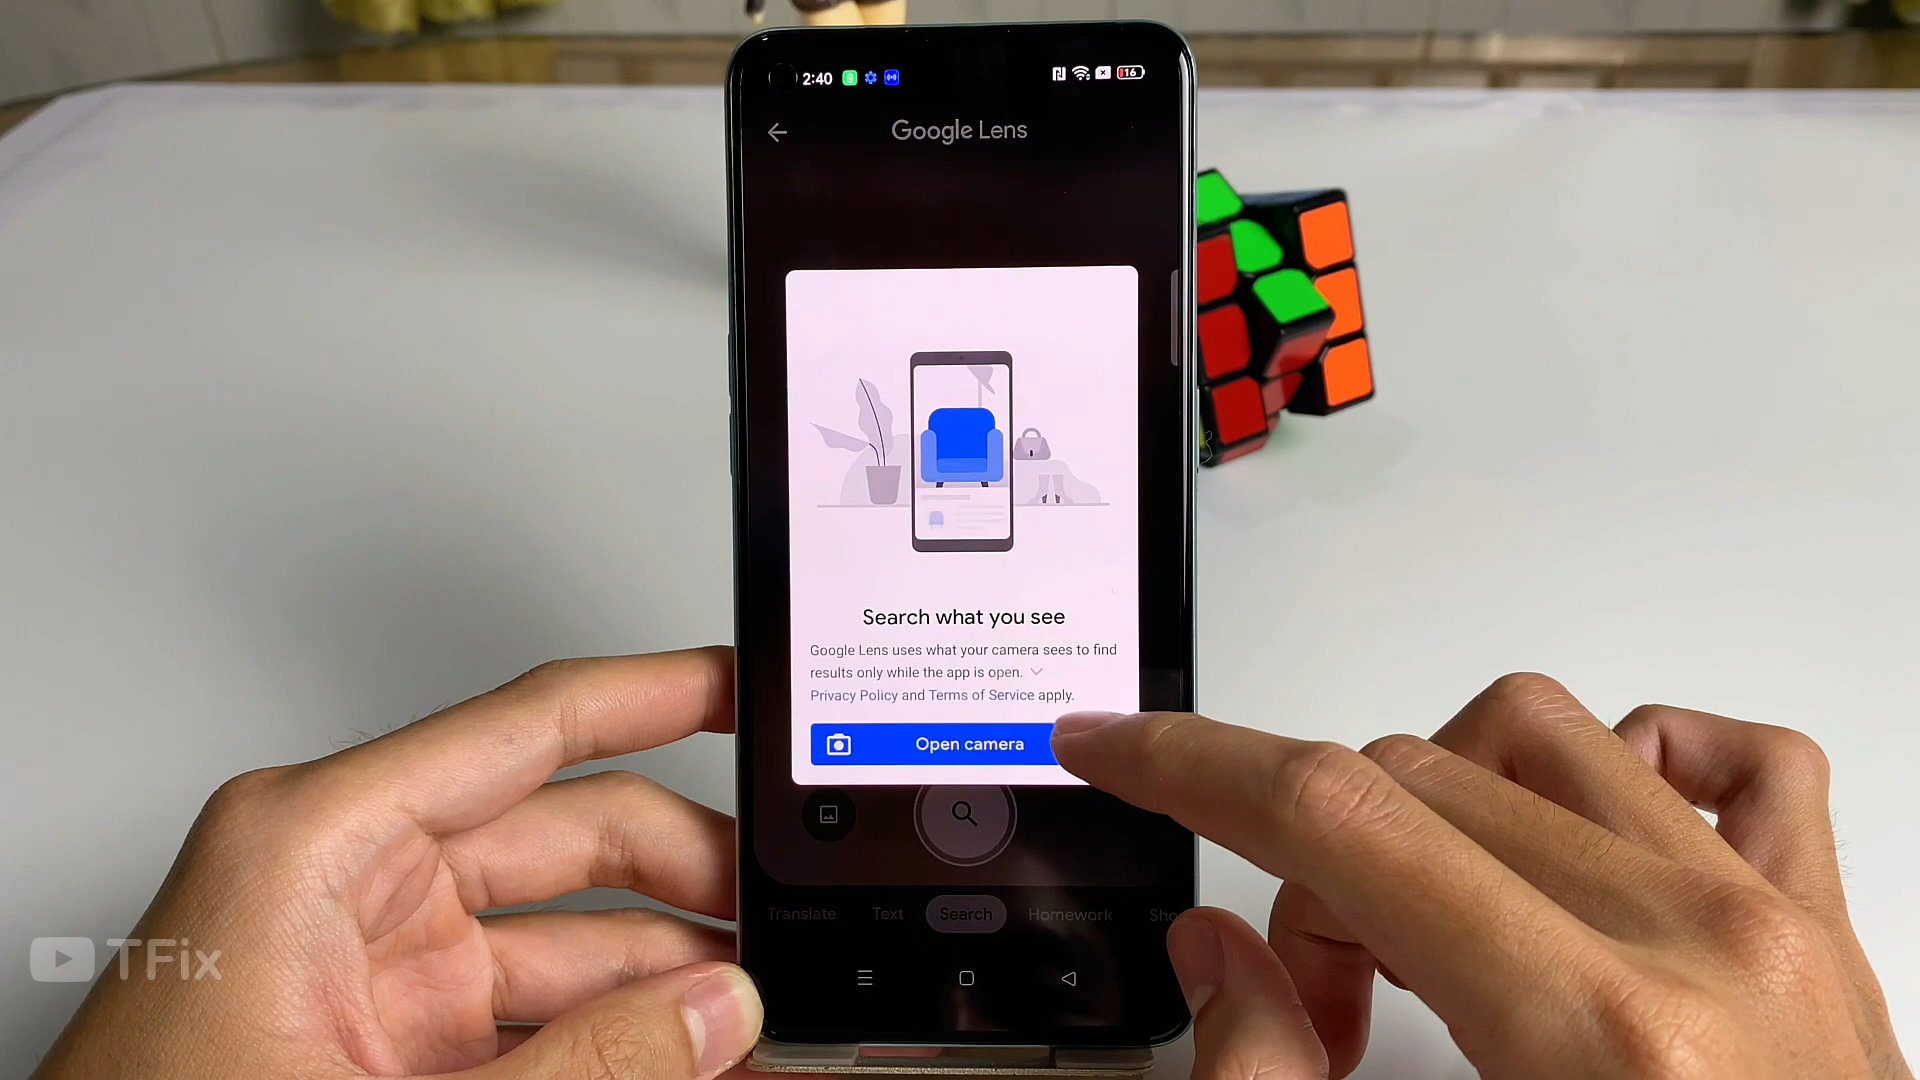 2:40
16
Google Lens
Search what you see
Google Lens uses what your camera sees to find
results only while the app is open.
Privacy Policy and Terms of Service apply.
Open camera
Translate Text Search Homework Sho
TFix